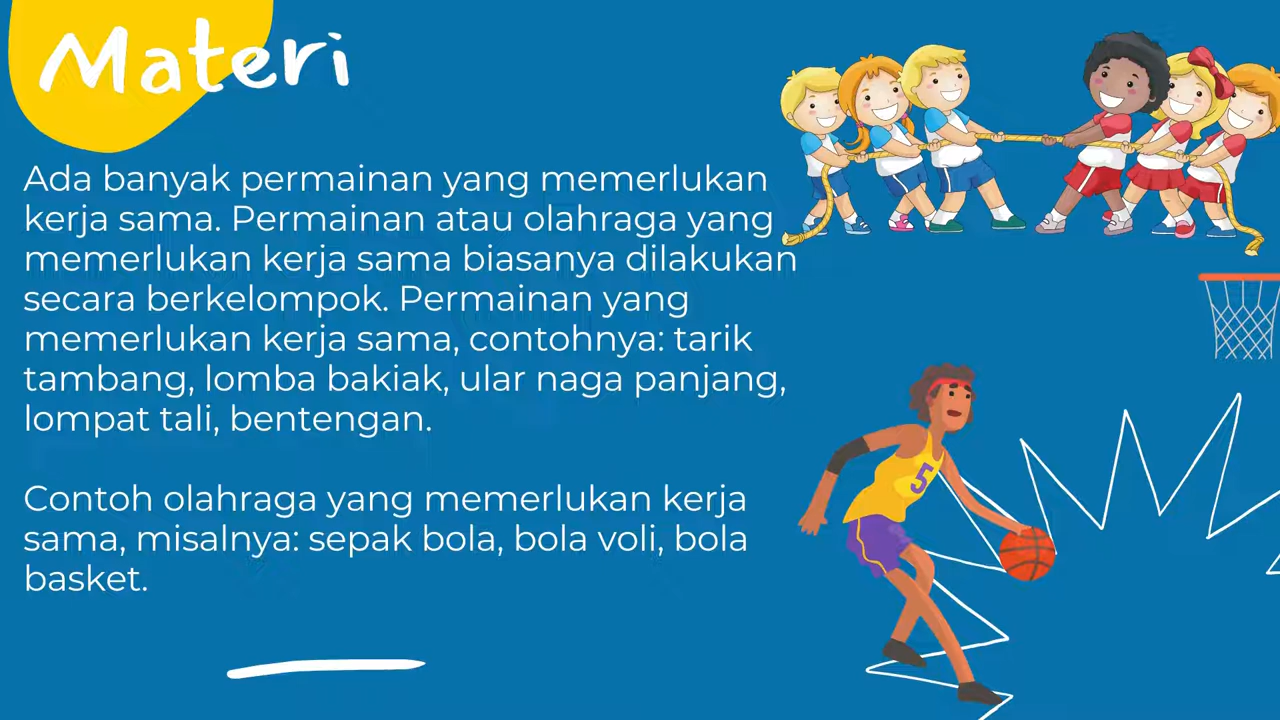 Materi
Ada banyak permainan yang memerlukan
kerja sama. Permainan atau olahraga yang
memerlukan kerja sama biasanya dilakukan
secara berkelompok. Permainan yang
memerlukan kerja sama, contohnya: tarik
tambang, lomba bakiak, ular naga panjang,
lompat tali, bentengan.
Contoh olahraga yang memerlukan kerja
sama, misalnya: sepak bola, bola voli, bola
basket.
5